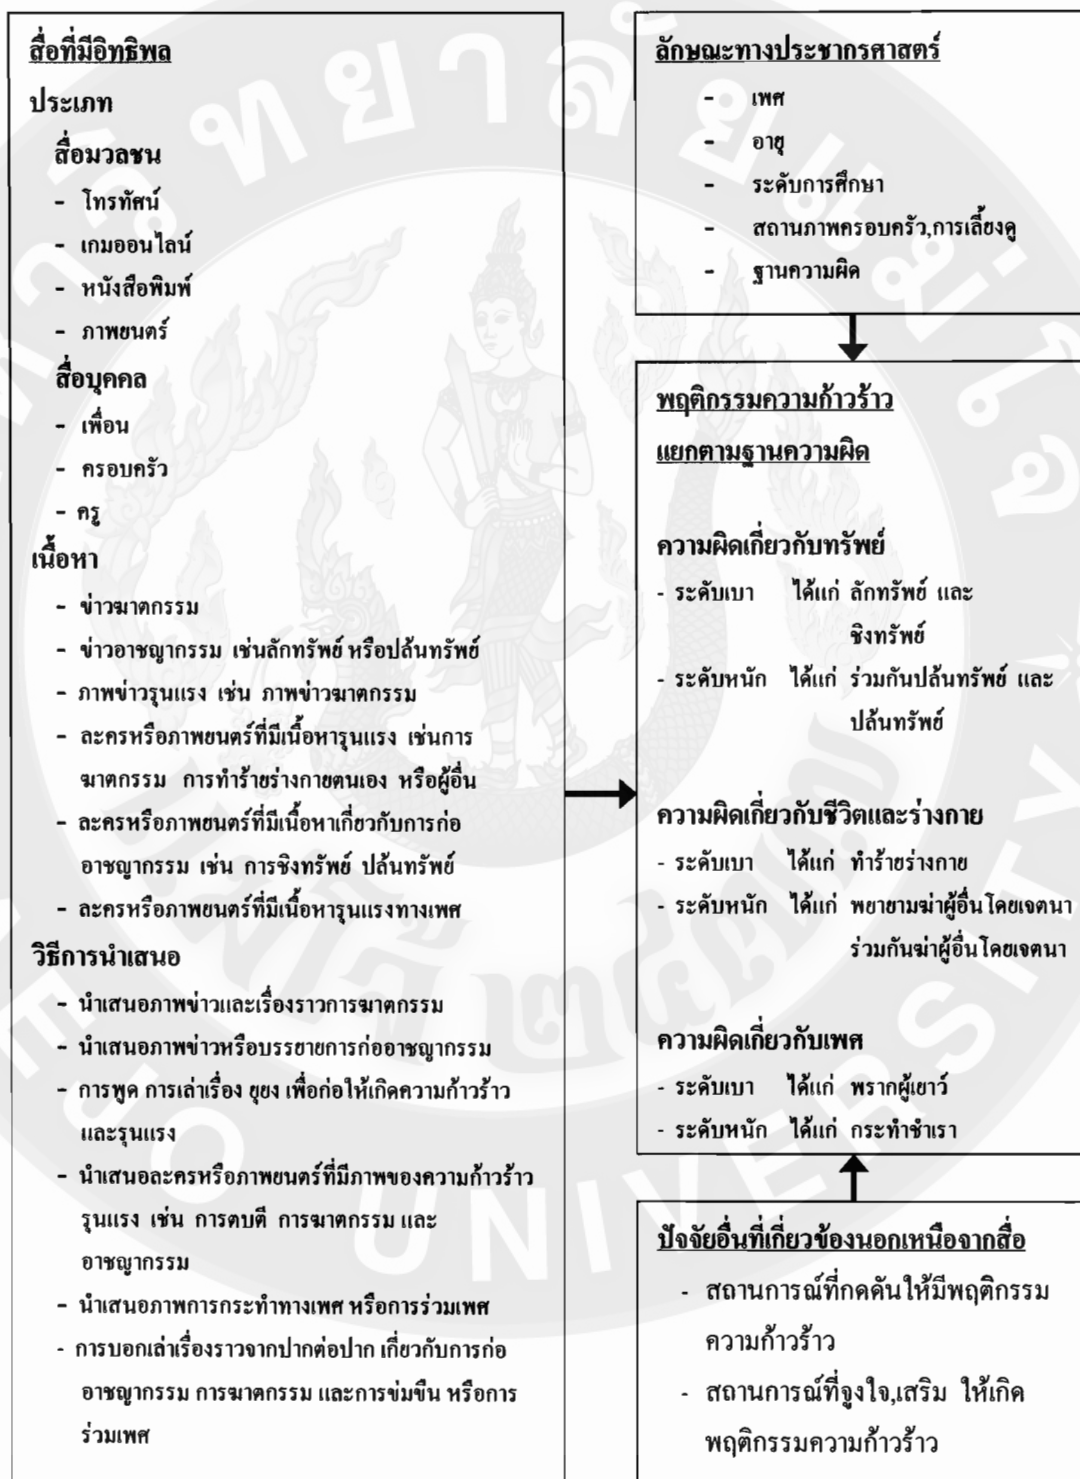 สื่อที่มีอิทธิพล
ประเภท
สื่อมวลชน
- โทรทัศน์
- เกมออนไลน์
- หนังสือพิมพ์
- ภาพยนตร์
สื่อบุคคล
- เพื่อน
- ครอบครัว
- ครู
เนื้อหา
- ข่าวฆาตกรรม
- ข่าวอาชญากรรม เช่นลักทรัพย์ หรือปล้นทรัพย์
- ภาพข่าวรุนแรง เช่น ภาพข่าวฆาตกรรม
- ละครหรือภาพยนตร์ที่มีเนื้อหารุนแรง เช่นการ
ฆาตกรรม การทำร้ายร่างกายตนเอง หรือผู้อื่น
- ละครหรือภาพยนตร์ที่มีเนื้อหาเกี่ยวกับการก่อ
อาชญากรรม เช่น การชิงทรัพย์ ปล้นทรัพย์
- ละครหรือภาพยนตร์ที่มีเนื้อหารุนแรงทางเพศ
วิธีการนำเสนอ
- นำเสนอภาพข่าวและเรื่องราวการฆาตกรรม
- นำเสนอภาพข่าวหรือบรรยายการก่ออาชญากรรม
- การพูด การเล่าเรื่อง ยุยง เพื่อก่อให้เกิดความก้าวร้าว
และรุนแรง
- นำเสนอละครหรือภาพยนตร์ที่มีภาพของความก้าวร้าว
รุนแรง เช่น การตบตี การฆาตกรรม และ
อาชญากรรม
- นำเสนอภาพการกระทำทางเพศ หรือการร่วมเพศ
- การบอกเล่าเรื่องราวจากปากต่อปาก เกี่ยวกับการก่อ
อาชญากรรม การฆาตกรรม และการข่มขืน หรือการ
ร่วมเพศ
ลักษณะทางประชากรศาสตร์
- เพศ
- อายุ
- ระดับการศึกษา
- สถานภาพครอบครัว,การเลี้ยงดู
- ฐานความผิด
พฤติกรรมความก้าวร้าว
แยกตามฐานความผิด
ความผิดเกี่ยวกับทรัพย์
- ระดับเบา ได้แก่ ลักทรัพย์ และ
ชิงทรัพย์
- ระดับหนัก ได้แก่ ร่วมกันปล้นทรัพย์ และ
ปล้นทรัพย์
ความผิดเกี่ยวกับชีวิตและร่างกาย
- ระดับเบา ได้แก่ ทำร้ายร่างกาย
- ระดับหนัก ได้แก่ พยายามฆ่าผู้อื่นโดยเจตนา
ร่วมกันฆ่าผู้อื่นโดยเจตนา
ความผิดเกี่ยวกับเพศ
- ระดับเบา ได้แก่ พรากผู้เยาว์
- ระดับหนัก ได้แก่ กระทำชำเรา
ปัจจัยอื่นที่เกี่ยวข้องนอกเหนือจากสื่อ
- สถานการณ์ที่กดดันให้มีพฤติกรรม
ความก้าวร้าว
- สถานการณ์ที่จูงใจ,เสริม ให้เกิด
พฤติกรรมความก้าวร้าว
UNIVERSITY